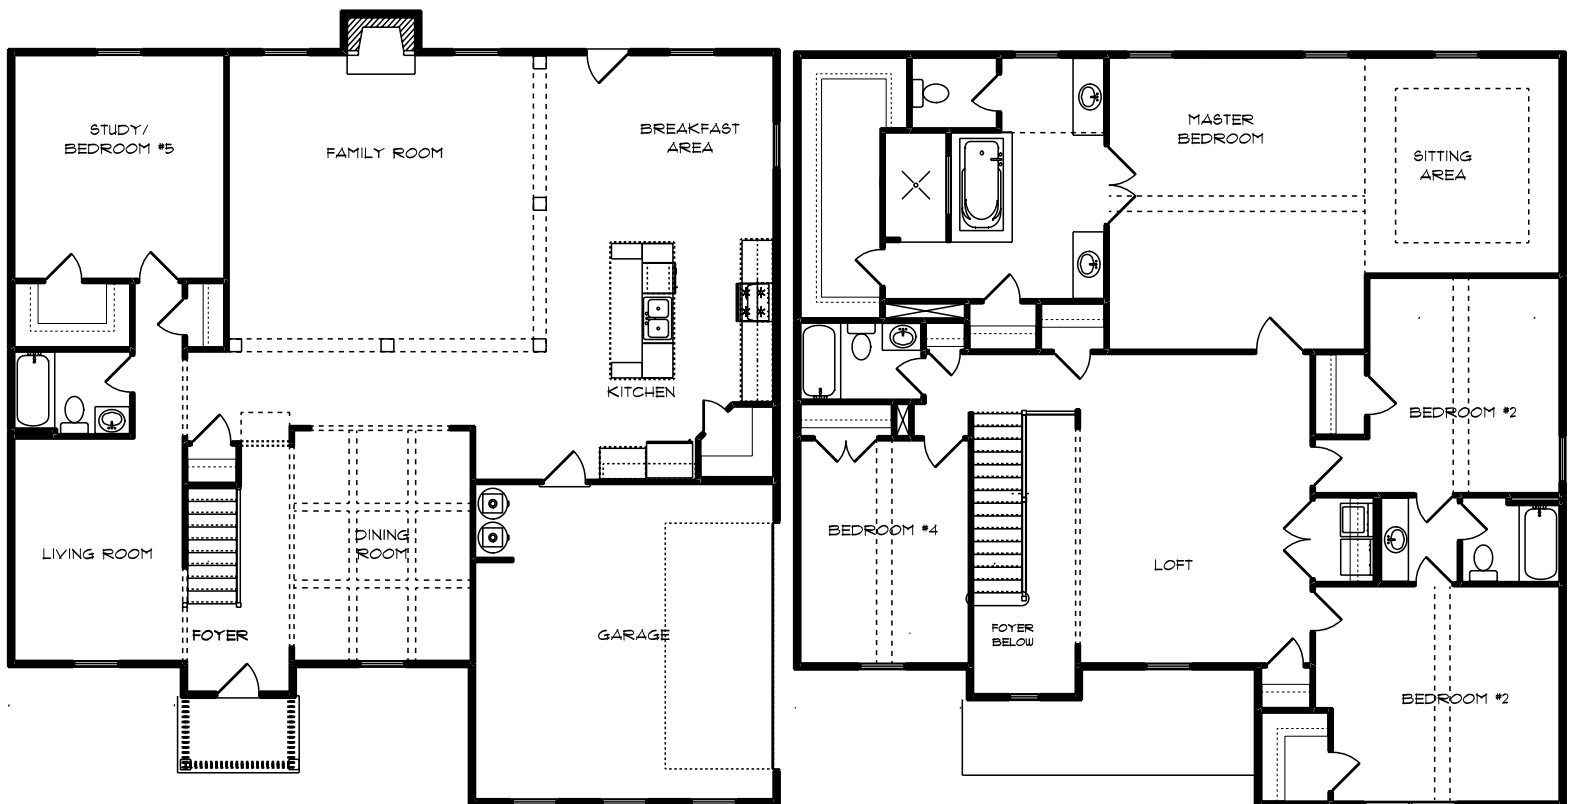 STUDY/
BEDROOM #5
FAMILY ROOM
BREAKFAST
AREA
KITCHEN
LIVING ROOM
DINING
ROOM
FOYER
GARAGE
MASTER
BEDROOM
SITTING
AREA
BEDROOM #2
BEDROOM #4
LOFT
FOYER
BELOW
BEDROOM #2